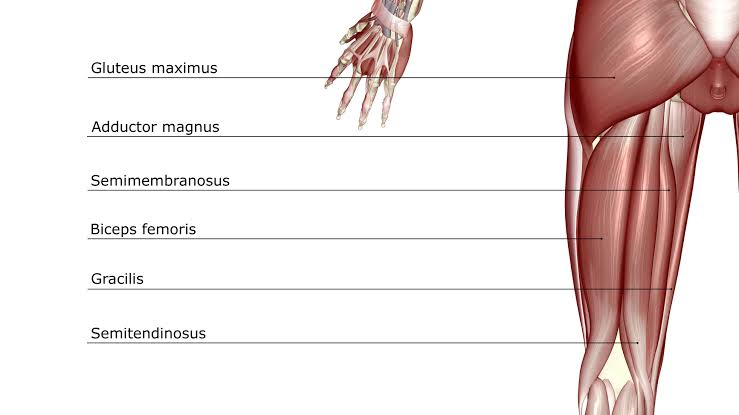 Gluteus maximus
Adductor magnus
Semimembranosus
Biceps femoris
Gracilis
Semitendinosus